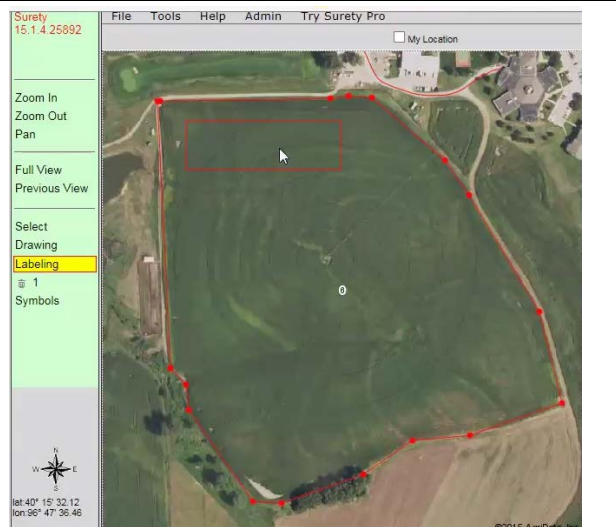 Surety
15.1.4.25892
File Tools Help Admin Try Surety Pro
My Location
Zoom In
Zoom Out
Pan
Full View
Previous View
Select
Drawing
Labeling
1
Symbols
0
N
W E
S
lat:40° 15' 32.12
lon:96° 47' 36.46
©2015 AgriData, Inc